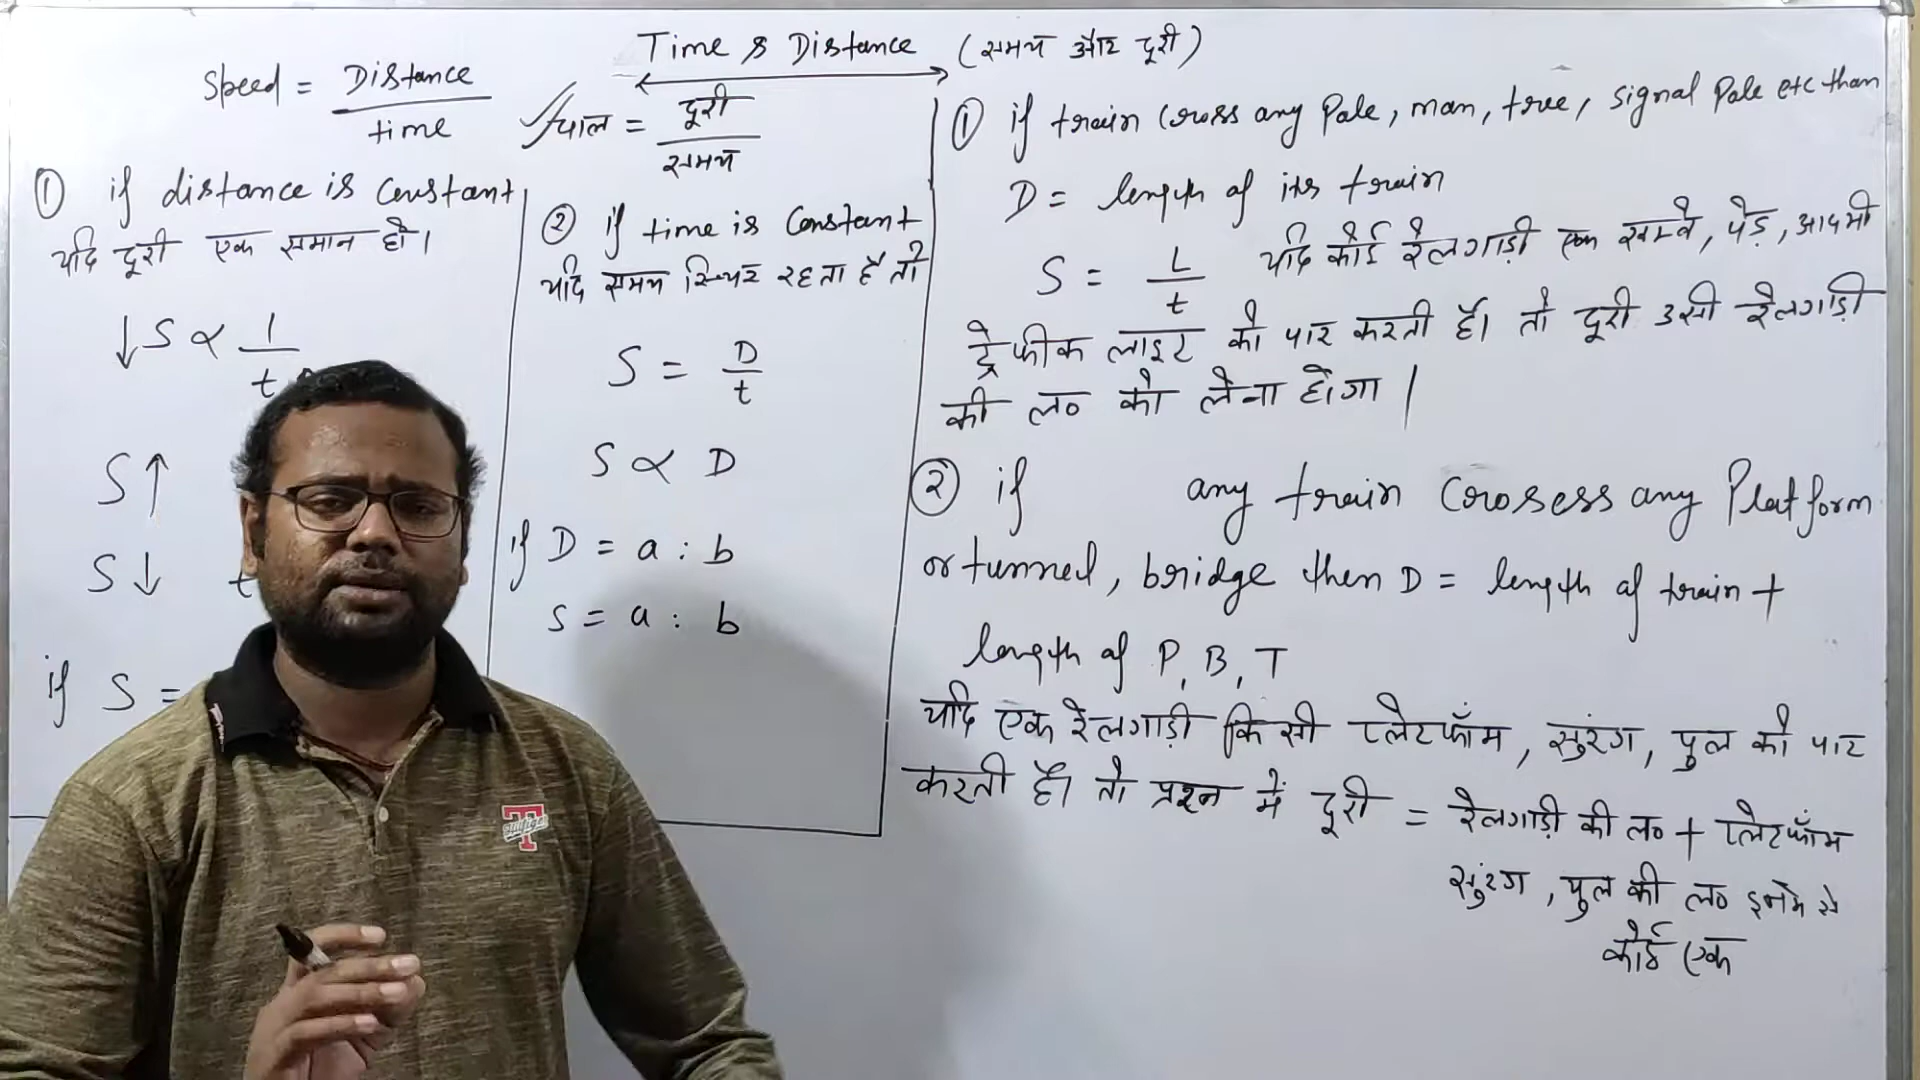 Time & Distance (समय और दूरी)
Speed = Distance / time
चाल = दूरी / समय
① if distance is Constant
यदि दूरी एक समान हो।
↓S ∝ 1/t
S↑
S↓ t
if S =
② if time is Constant
यदि समय स्थिर रहता है तो
S = D/t
S ∝ D
if D = a : b
S = a : b
① if train Cross any Pole, man, tree, signal Pole etc than
D = length of its train
S = L/t यदि कोई रेलगाड़ी एक खम्बे, पेड़, आदमी
ट्रेफीक लाइट को पार करती है। तो दूरी उसी रेलगाड़ी
की ल० को लेना होगा।
② if any train Crosess any Platform
or tunnel, bridge then D = length of train +
length of P, B, T
यदि एक रेलगाड़ी किसी प्लेटफॉम, सुरंग, पुल को पार
करती है। तो प्रश्न में दूरी = रेलगाड़ी की ल० + प्लेटफॉम
सुरंग, पुल की ल० इनमे से
कोई एक
T